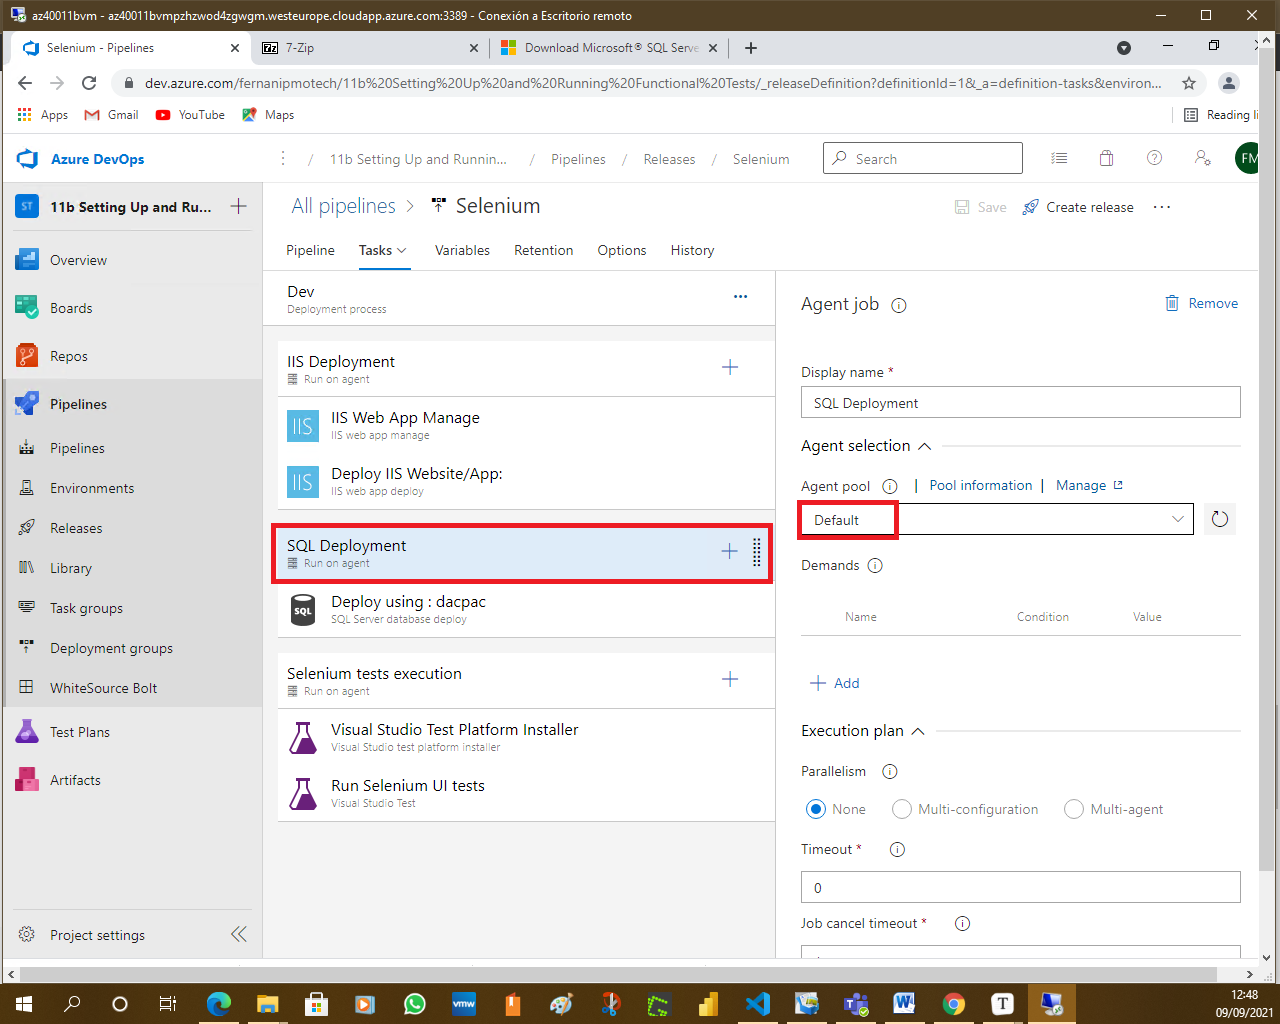 az40011bvm - az40011bvmpzhzwod4zgwgm.westeurope.cloudapp.azure.com:3389 - Conexión a Escritorio remoto
Selenium - Pipelines
7z 7-Zip
Download Microsoft® SQL Serve
dev.azure.com/fernanipmotech/11b%20Setting%20Up%20and%20Running%20Functional%20Tests/_releaseDefinition?definitionId=1&_a=definition-tasks&environ...
Apps
Gmail
YouTube
Maps
Reading li
Azure DevOps
/ 11b Setting Up and Runnin... / Pipelines / Releases / Selenium
Search
FM
ST 11b Setting Up and Ru...
Overview
Boards
Repos
Pipelines
Pipelines
Environments
Releases
Library
Task groups
Deployment groups
WhiteSource Bolt
Test Plans
Artifacts
Project settings
All pipelines > Selenium
Save
Create release
Pipeline
Tasks
Variables
Retention
Options
History
Dev
Deployment process
IIS Deployment
Run on agent
IIS
IIS Web App Manage
IIS web app manage
IIS
Deploy IIS Website/App:
IIS web app deploy
SQL Deployment
Run on agent
SQL
Deploy using : dacpac
SQL Server database deploy
Selenium tests execution
Run on agent
Visual Studio Test Platform Installer
Visual Studio test platform installer
Run Selenium UI tests
Visual Studio Test
Agent job
Remove
Display name *
SQL Deployment
Agent selection
Agent pool | Pool information | Manage
Default
Demands
Name
Condition
Value
Add
Execution plan
Parallelism
None
Multi-configuration
Multi-agent
Timeout *
0
Job cancel timeout *
vmw
T
12:48
09/09/2021